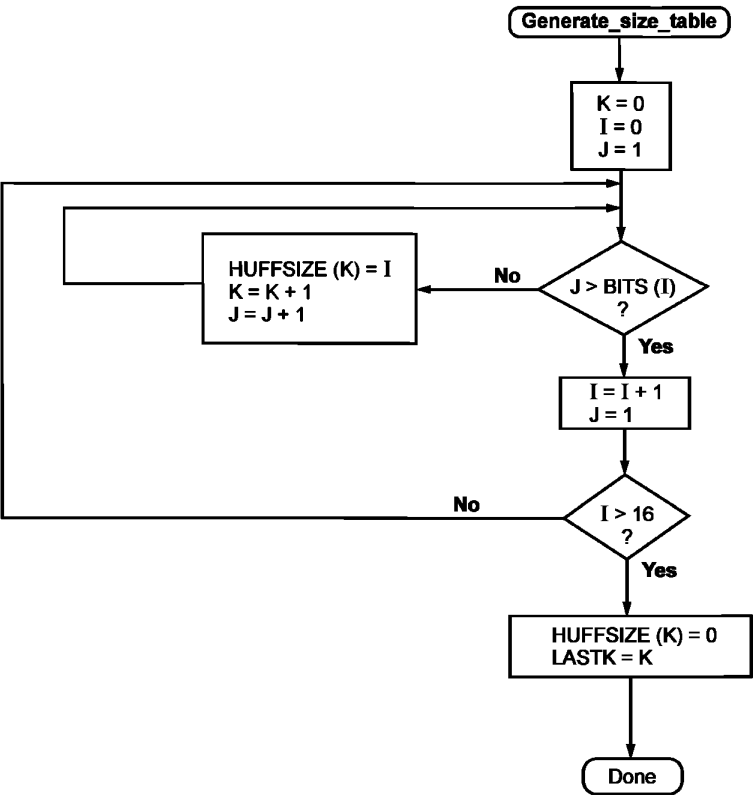 Generate_size_table
K = 0
I = 0
J = 1
HUFFSIZE (K) = I
K = K + 1
J = J + 1
No
J > BITS (I)
?
Yes
I = I + 1
J = 1
No
I > 16
?
Yes
HUFFSIZE (K) = 0
LASTK = K
Done